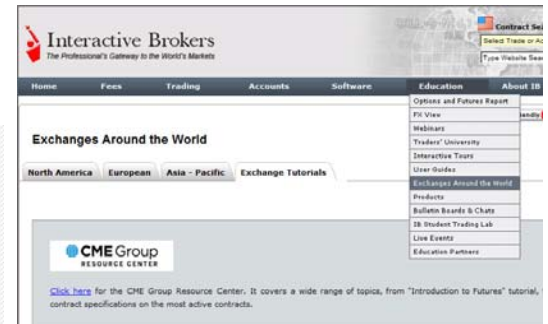 Interactive Brokers
The Professional's Gateway to the World's Markets
Contract Sea
Select Trade or Ac
Type Website Sear
Home Fees Trading Accounts Software Education About IB
Options and Futures Report
FX View
Webinars
Traders' University
Interactive Tours
User Guides
Exchanges Around the World
Products
Bulletin Boards & Chats
IB Student Trading Lab
Live Events
Education Partners
Exchanges Around the World
North America European Asia - Pacific Exchange Tutorials
CME Group
RESOURCE CENTER
Click here for the CME Group Resource Center. It covers a wide range of topics, from "Introduction to Futures" tutorial,
contract specifications on the most active contracts.